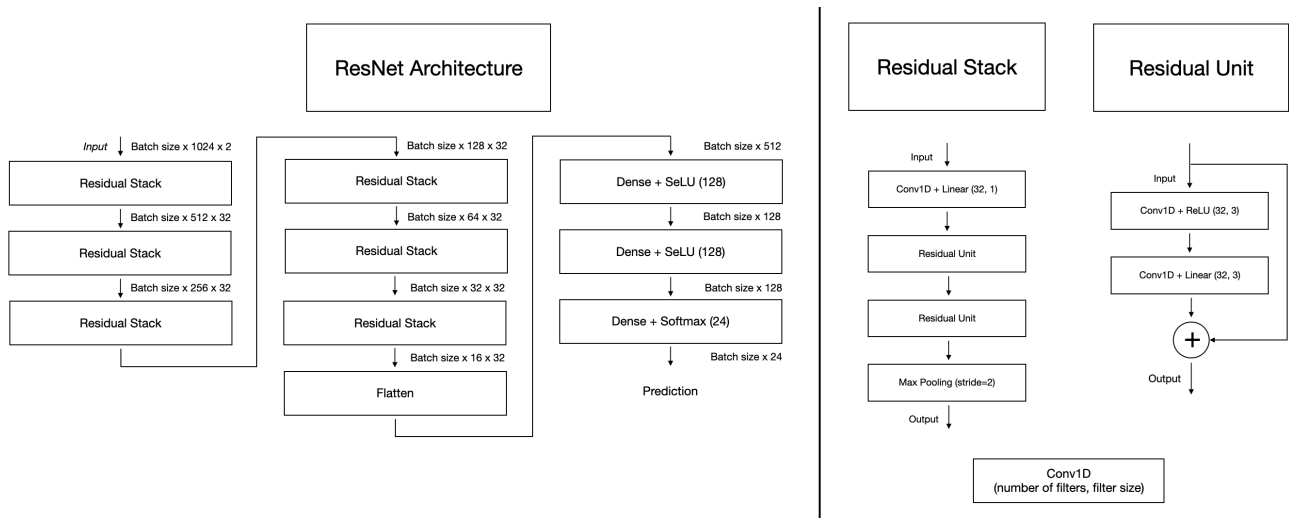 ResNet Architecture
Input
Batch size x 1024 x 2
Residual Stack
Batch size x 512 x 32
Residual Stack
Batch size x 256 x 32
Residual Stack
Batch size x 128 x 32
Residual Stack
Batch size x 64 x 32
Residual Stack
Batch size x 32 x 32
Residual Stack
Batch size x 16 x 32
Flatten
Batch size x 512
Dense + SeLU (128)
Batch size x 128
Dense + SeLU (128)
Batch size x 128
Dense + Softmax (24)
Batch size x 24
Prediction
Residual Stack
Input
Conv1D + Linear (32, 1)
Residual Unit
Residual Unit
Max Pooling (stride=2)
Output
Residual Unit
Input
Conv1D + ReLU (32, 3)
Conv1D + Linear (32, 3)
+
Output
Conv1D
(number of filters, filter size)